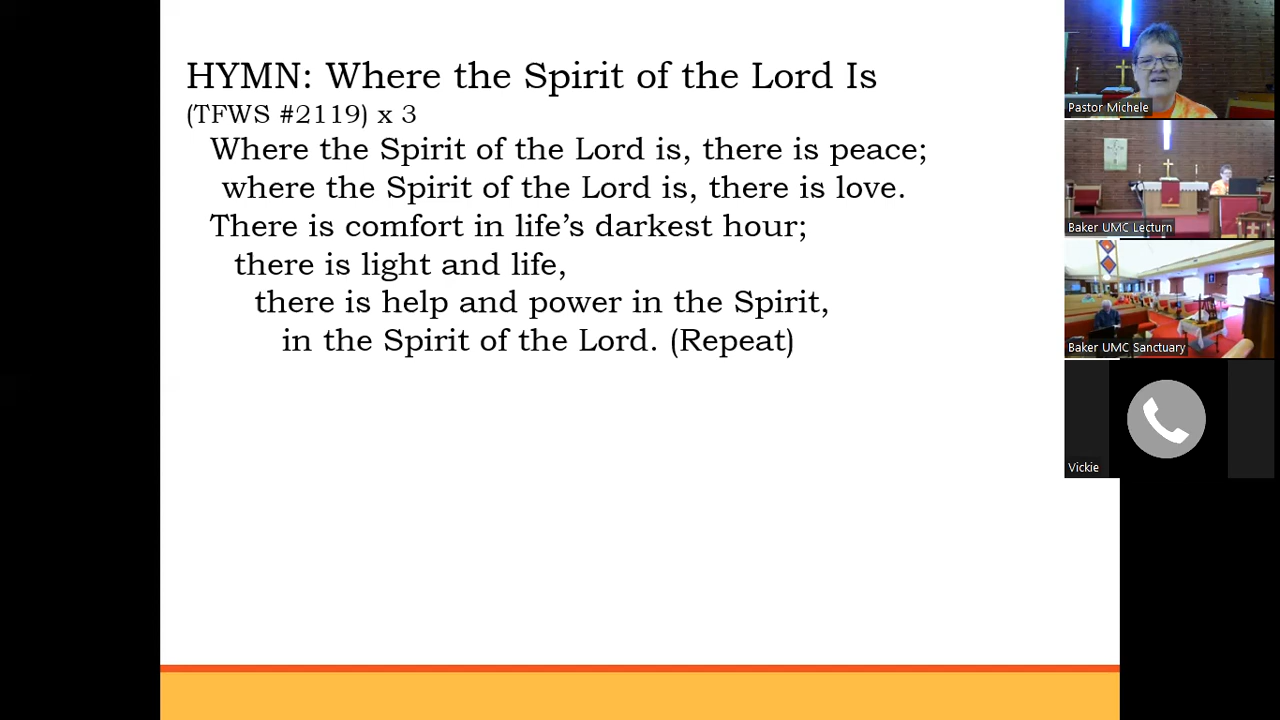 HYMN: Where the Spirit of the Lord Is
(TFWS #2119) x 3
Where the Spirit of the Lord is, there is peace;
where the Spirit of the Lord is, there is love.
There is comfort in life’s darkest hour;
there is light and life,
there is help and power in the Spirit,
in the Spirit of the Lord. (Repeat)
Pastor Michele
Baker UMC Lecturn
Baker UMC Sanctuary
Vickie